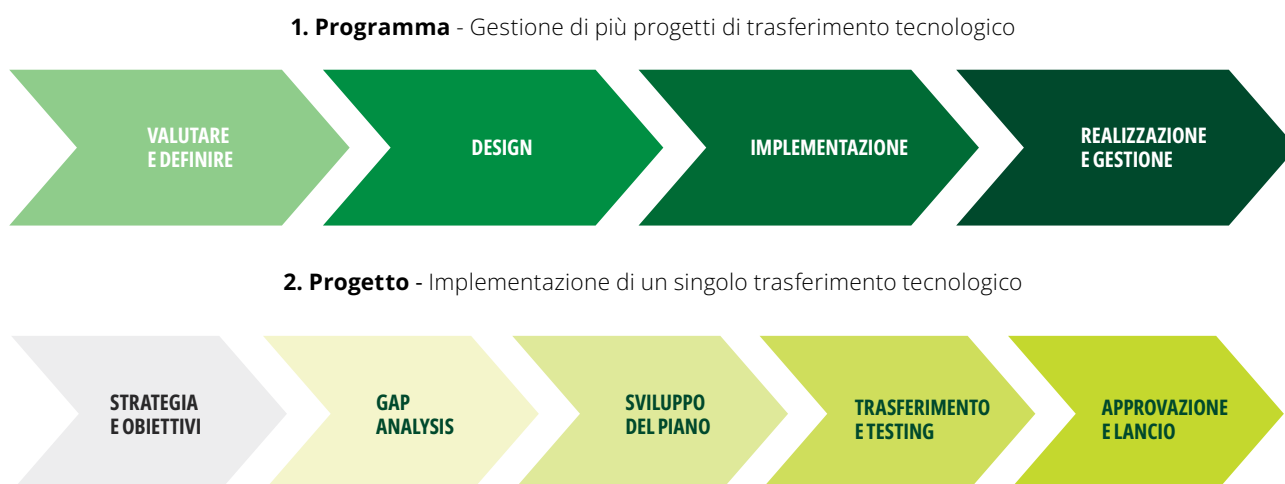 1. Programma - Gestione di più progetti di trasferimento tecnologico
VALUTARE
E DEFINIRE
DESIGN
IMPLEMENTAZIONE
REALIZZAZIONE
E GESTIONE
2. Progetto - Implementazione di un singolo trasferimento tecnologico
STRATEGIA
E OBIETTIVI
GAP
ANALYSIS
SVILUPPO
DEL PIANO
TRASFERIMENTO
E TESTING
APPROVAZIONE
E LANCIO